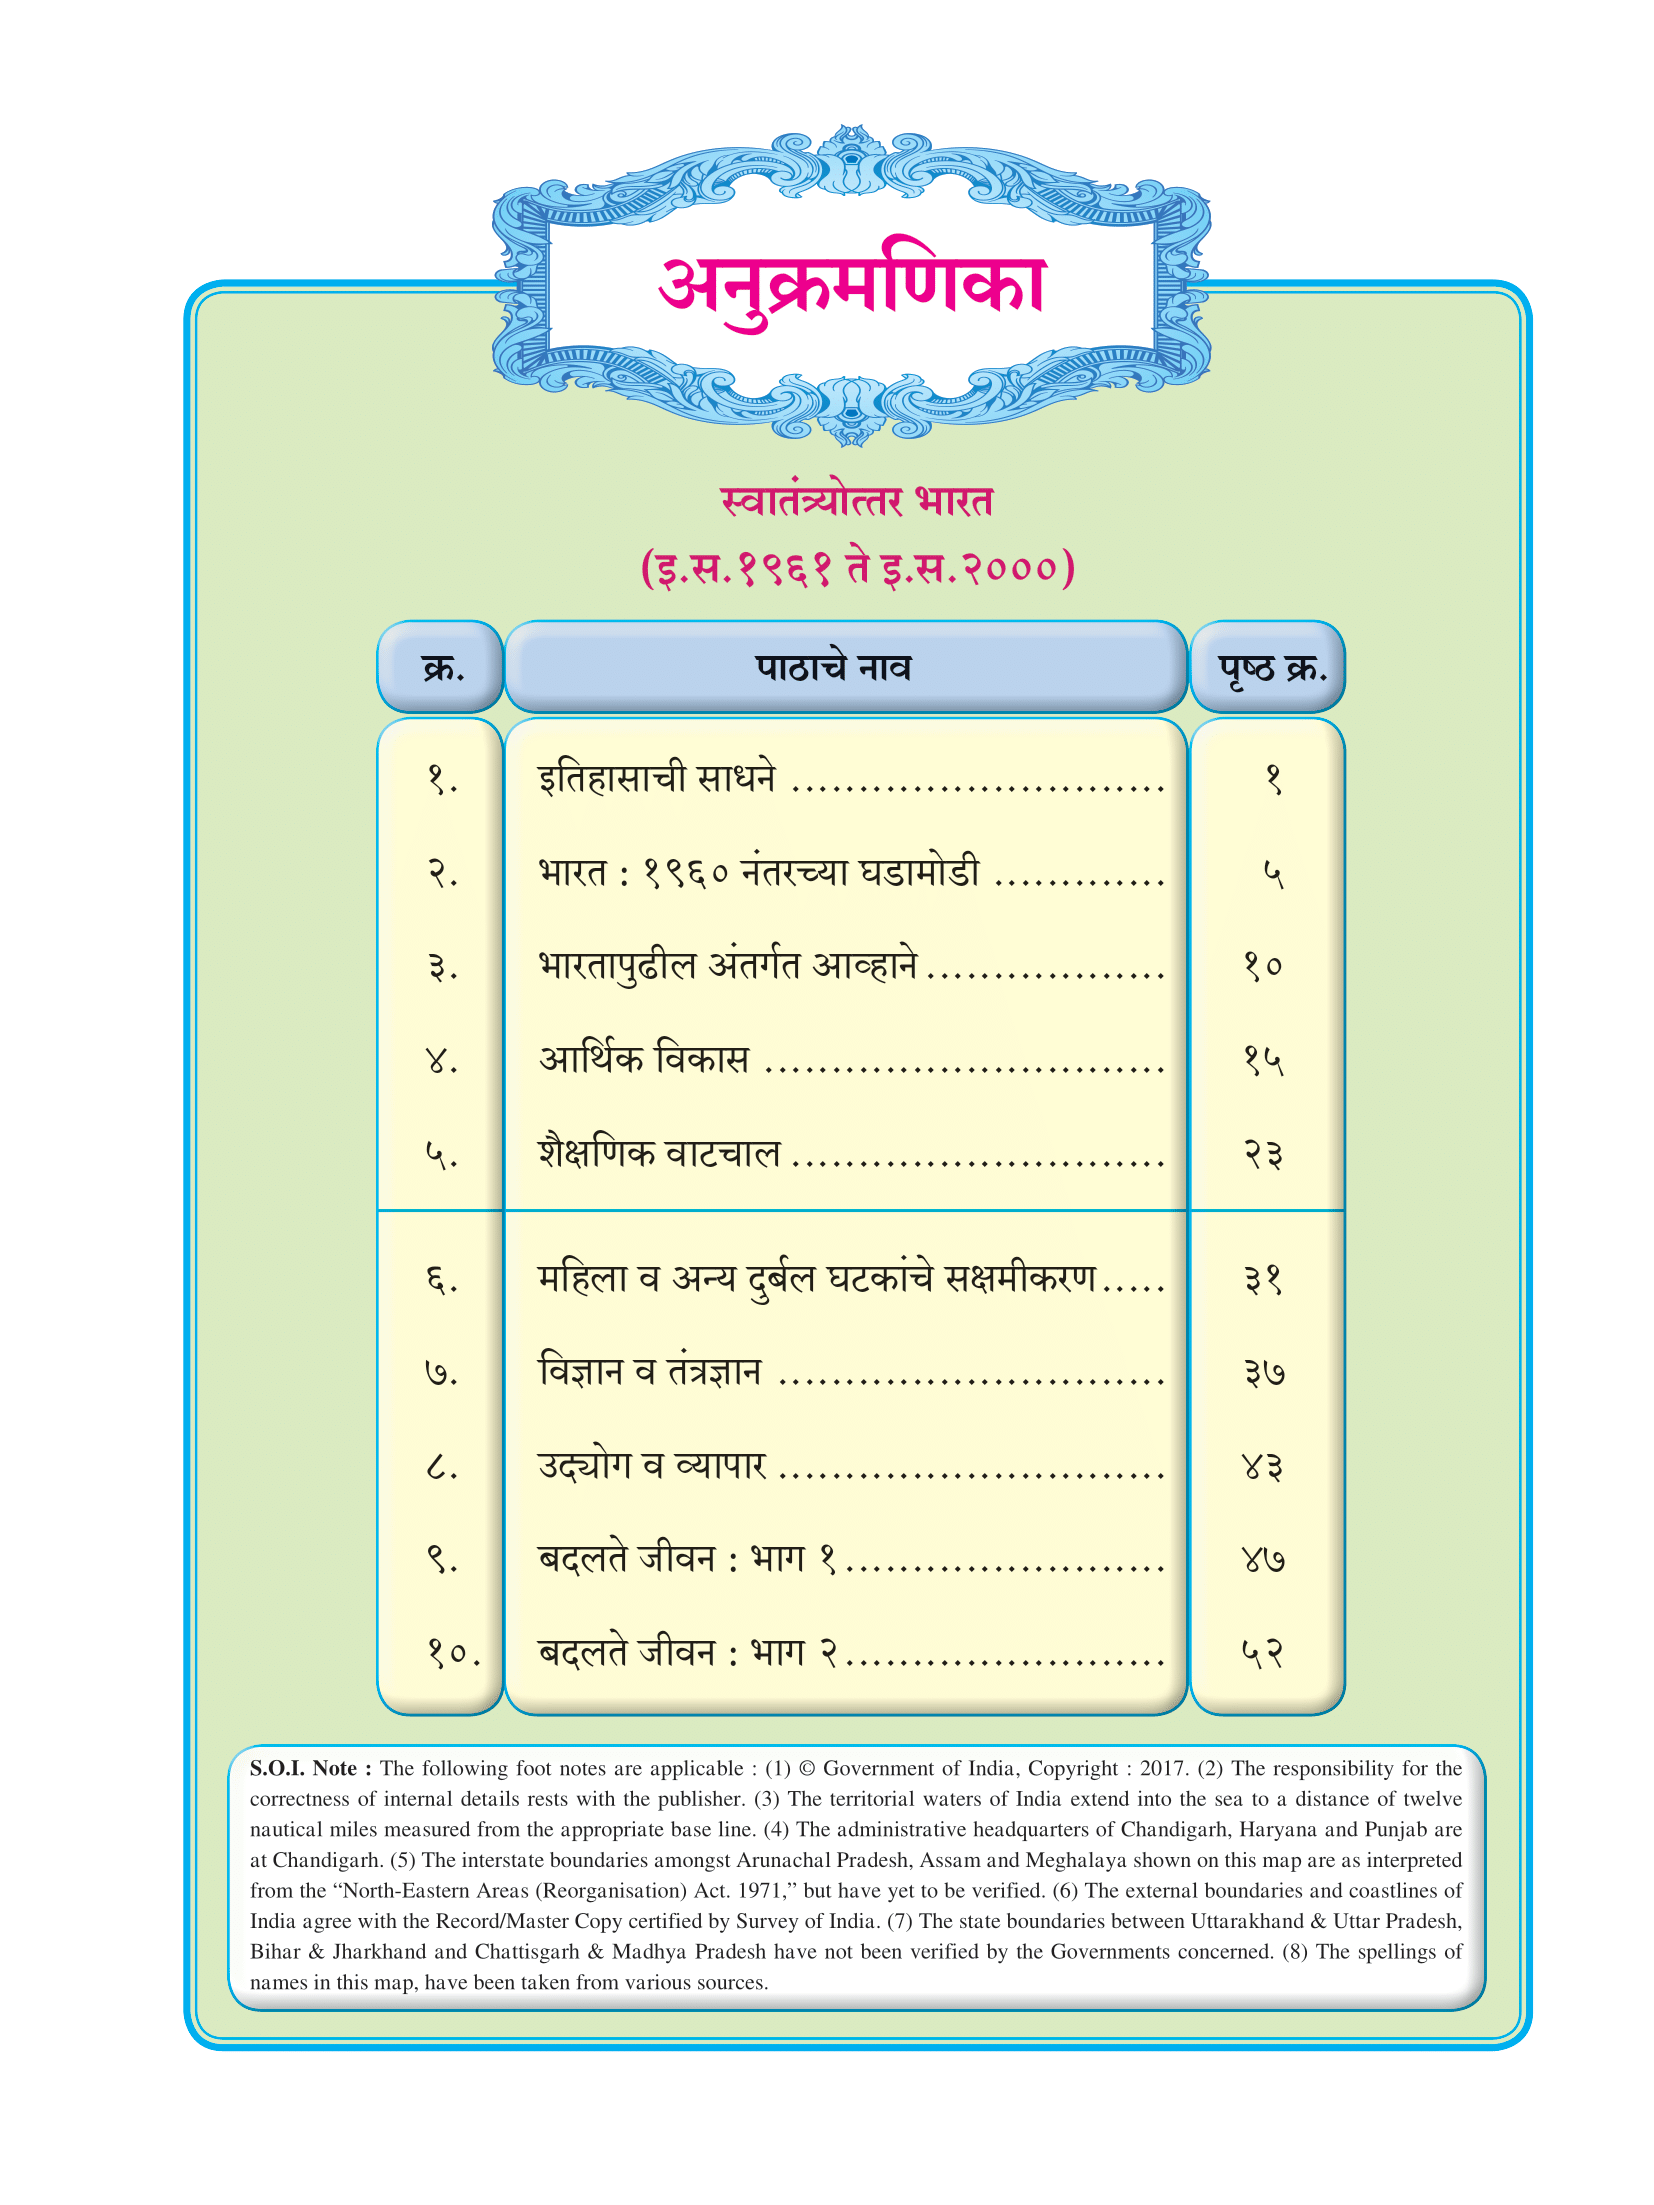 अनुक्रमणिका
स्वातंत्र्योत्तर भारत
(इ.स.१९६१ ते इ.स.२०००)
क्र. पाठाचे नाव पृष्ठ क्र.
१. इतिहासाची साधने ............................ १
२. भारत : १९६० नंतरच्या घडामोडी ............. ५
३. भारतापुढील अंतर्गत आव्हाने.................. १०
४. आर्थिक विकास .............................. १५
५. शैक्षणिक वाटचाल ............................ २३
६. महिला व अन्य दुर्बल घटकांचे सक्षमीकरण..... ३१
७. विज्ञान व तंत्रज्ञान ............................. ३७
८. उद्योग व व्यापार ............................. ४३
९. बदलते जीवन : भाग १........................ ४७
१०. बदलते जीवन : भाग २........................ ५२
S.O.I. Note : The following foot notes are applicable : (1) © Government of India, Copyright : 2017. (2) The responsibility for the
correctness of internal details rests with the publisher. (3) The territorial waters of India extend into the sea to a distance of twelve
nautical miles measured from the appropriate base line. (4) The administrative headquarters of Chandigarh, Haryana and Punjab are
at Chandigarh. (5) The interstate boundaries amongst Arunachal Pradesh, Assam and Meghalaya shown on this map are as interpreted
from the “North-Eastern Areas (Reorganisation) Act. 1971,” but have yet to be verified. (6) The external boundaries and coastlines of
India agree with the Record/Master Copy certified by Survey of India. (7) The state boundaries between Uttarakhand & Uttar Pradesh,
Bihar & Jharkhand and Chattisgarh & Madhya Pradesh have not been verified by the Governments concerned. (8) The spellings of
names in this map, have been taken from various sources.